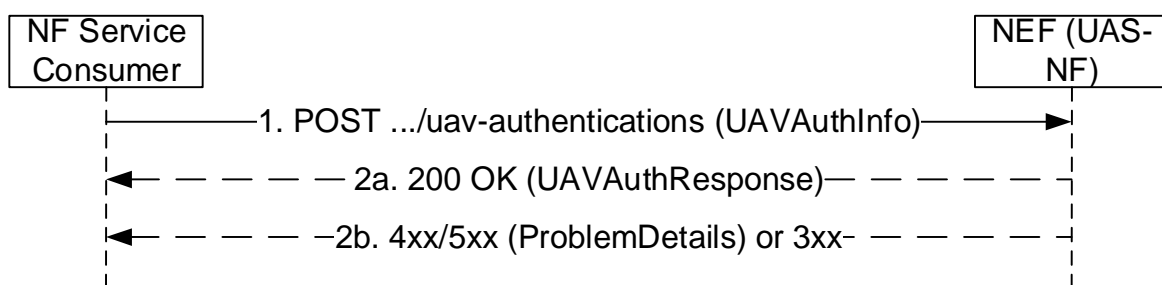 NF Service
Consumer
NEF (UAS-
NF)
1. POST .../uav-authentications (UAVAuthInfo)
2a. 200 OK (UAVAuthResponse)
2b. 4xx/5xx (ProblemDetails) or 3xx